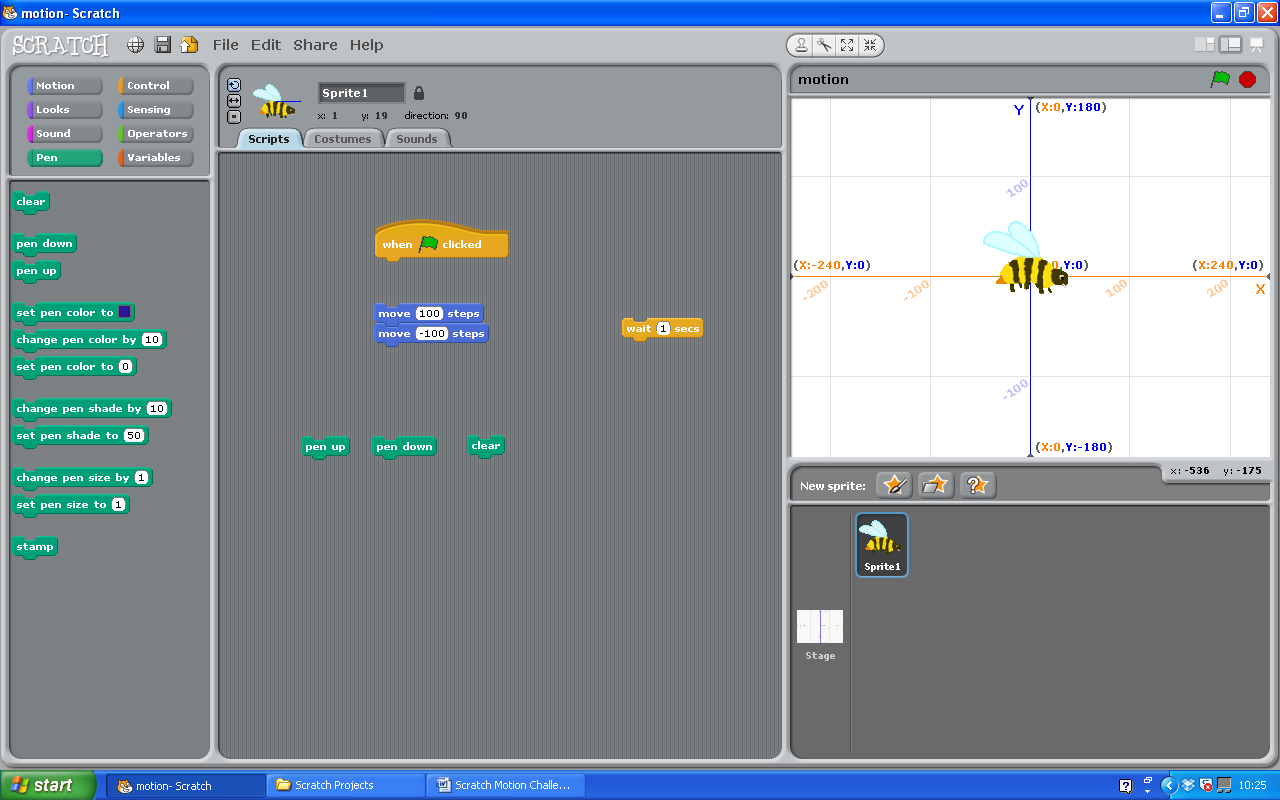 motion- Scratch
SCRATCH File Edit Share Help
Motion Control
Looks Sensing
Sound Operators
Pen Variables
clear
pen down
pen up
set pen color to
change pen color by 10
set pen color to 0
change pen shade by 10
set pen shade to 50
change pen size by 1
set pen size to 1
stamp
Sprite1
x: 1 y: 19 direction: 90
Scripts Costumes Sounds
when clicked
move 100 steps
move -100 steps
wait 1 secs
pen up pen down clear
motion
Y (X:0,Y:180)
100
(X:-240,Y:0) 0,Y:0) (X:240,Y:0)
-200 -100 100 200 X
-100
(X:0,Y:-180)
x: -536 y: -175
New sprite:
Sprite1
Stage
start motion- Scratch Scratch Projects Scratch Motion Challe... 10:25